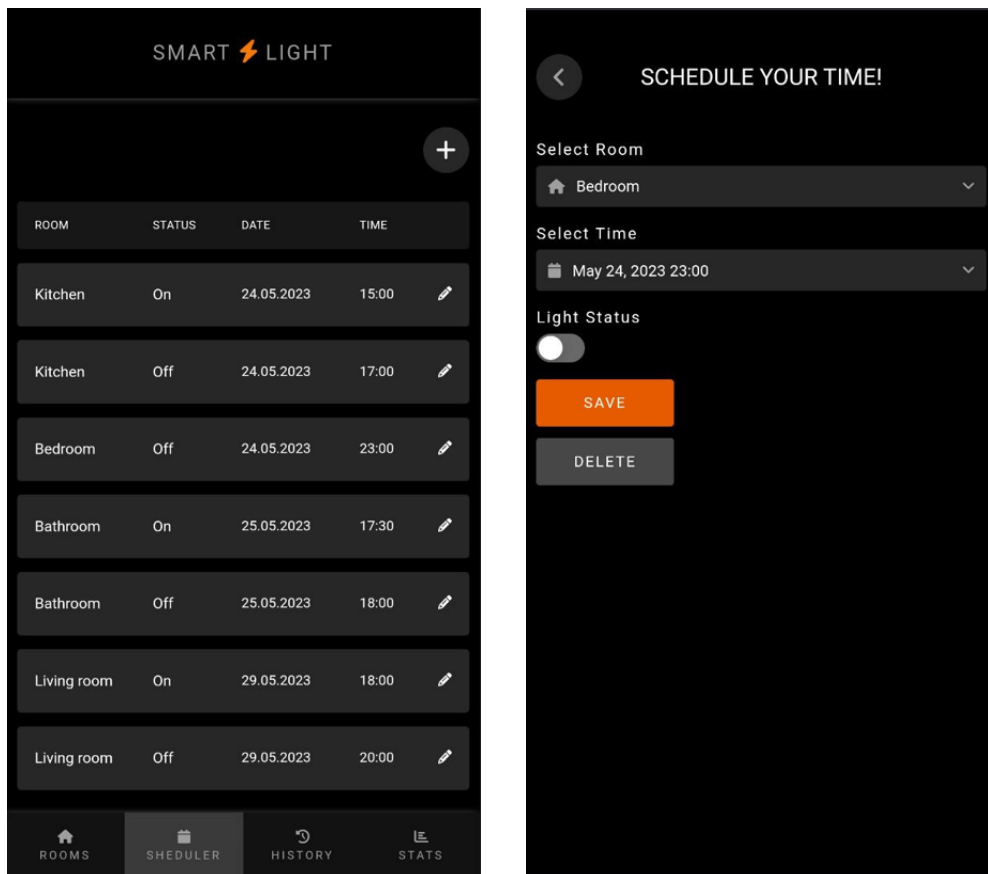 SMART LIGHT
ROOM STATUS DATE TIME
Kitchen On 24.05.2023 15:00
Kitchen Off 24.05.2023 17:00
Bedroom Off 24.05.2023 23:00
Bathroom On 25.05.2023 17:30
Bathroom Off 25.05.2023 18:00
Living room On 29.05.2023 18:00
Living room Off 29.05.2023 20:00
ROOMS SHEDULER HISTORY STATS
SCHEDULE YOUR TIME!
Select Room
Bedroom
Select Time
May 24, 2023 23:00
Light Status
SAVE
DELETE